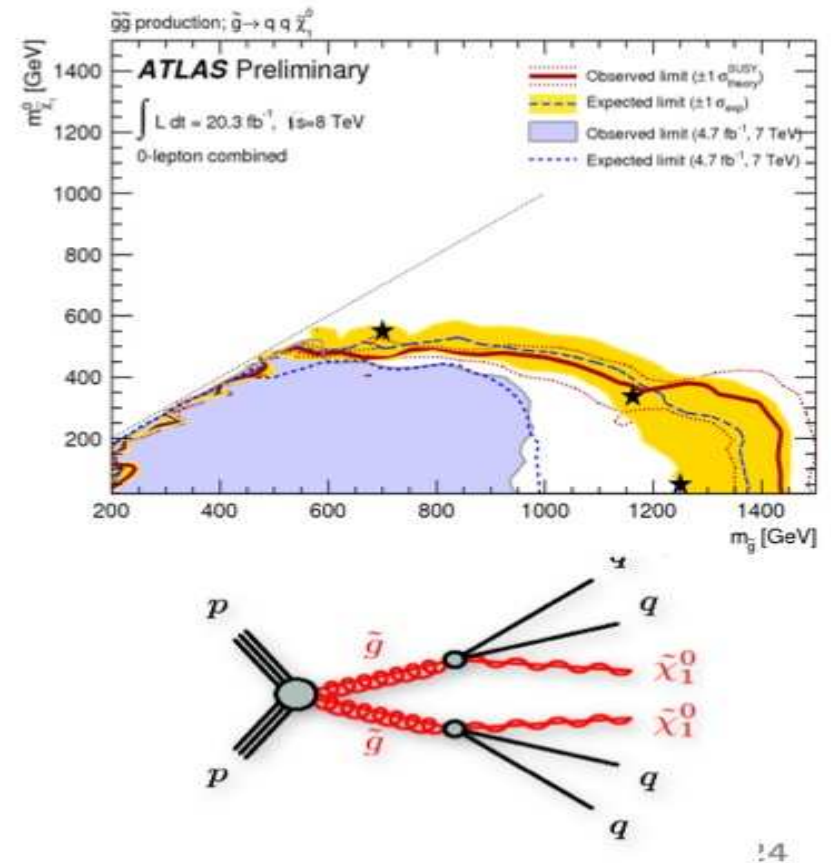 g̃g̃ production; g̃→ q q χ̃₁⁰
ATLAS Preliminary
∫ L dt = 20.3 fb⁻¹, √s=8 TeV
0-lepton combined
Observed limit (±1 σ^SUSY_theory)
Expected limit (±1 σ_exp)
Observed limit (4.7 fb⁻¹, 7 TeV)
Expected limit (4.7 fb⁻¹, 7 TeV)
m_χ̃₁⁰ [GeV]
1400
1200
1000
800
600
400
200
200 400 600 800 1000 1200 1400
m_g̃ [GeV]
p
g̃
q
χ̃₁⁰
χ̃₁⁰
g̃
p
q
q
24